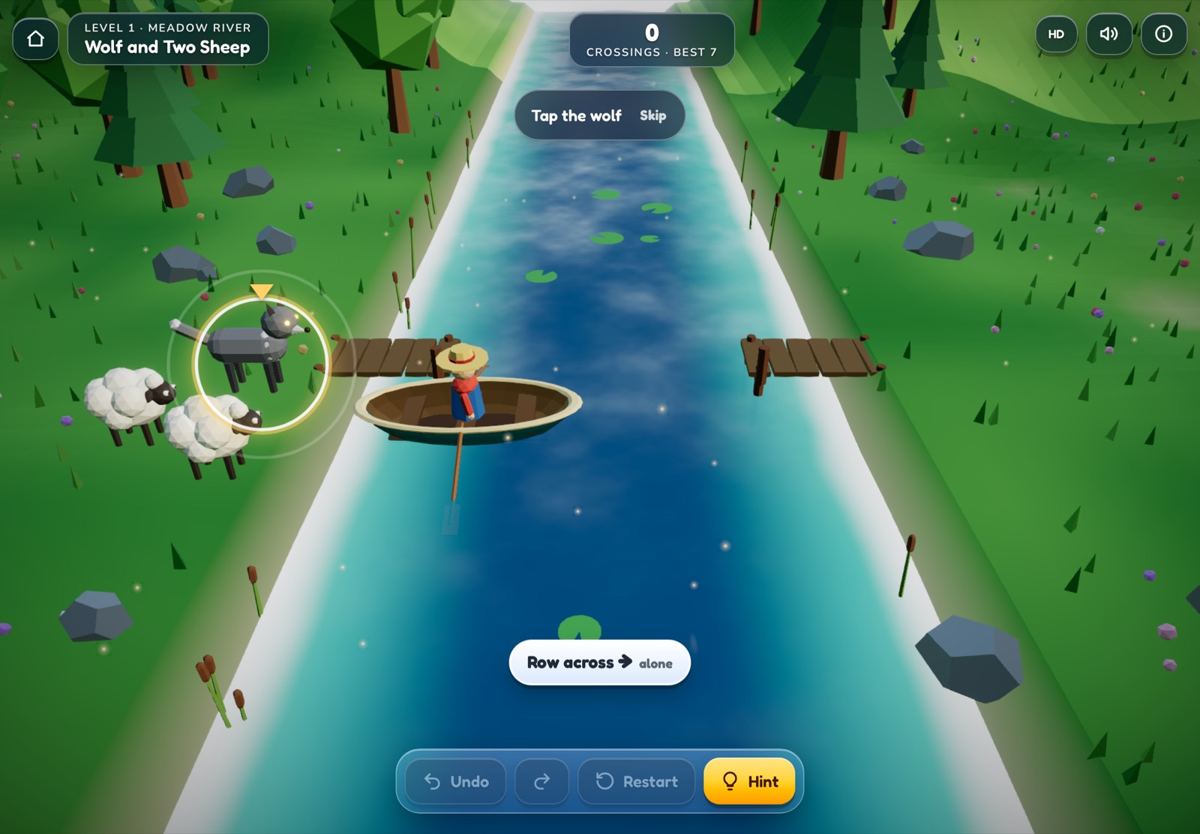 LEVEL 1 · MEADOW RIVER
Wolf and Two Sheep
0
CROSSINGS · BEST 7
HD
Tap the wolf Skip
Row across → alone
Undo
Restart
Hint